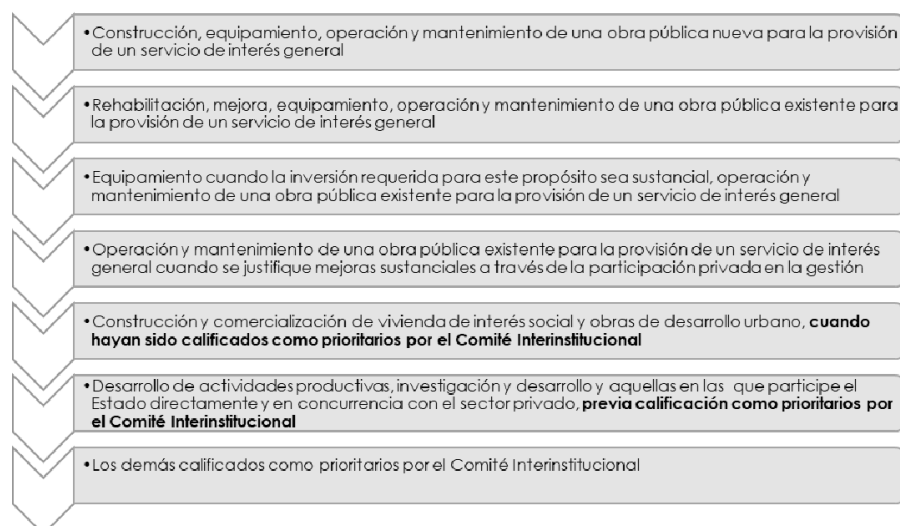 •Construcción, equipamiento, operación y mantenimiento de una obra pública nueva para la provisión
de un servicio de interés general
•Rehabilitación, mejora, equipamiento, operación y mantenimiento de una obra pública existente para
la provisión de un servicio de interés general
•Equipamiento cuando la inversión requerida para este propósito sea sustancial, operación y
mantenimiento de una obra pública existente para la provisión de un servicio de interés general
•Operación y mantenimiento de una obra pública existente para la provisión de un servicio de interés
general cuando se justifique mejoras sustanciales a través de la participación privada en la gestión
•Construcción y comercialización de vivienda de interés social y obras de desarrollo urbano, cuando
hayan sido calificados como prioritarios por el Comité Interinstitucional
•Desarrollo de actividades productivas, investigación y desarrollo y aquellas en las que participe el
Estado directamente y en concurrencia con el sector privado, previa calificación como prioritarios por
el Comité Interinstitucional
•Los demás calificados como prioritarios por el Comité Interinstitucional